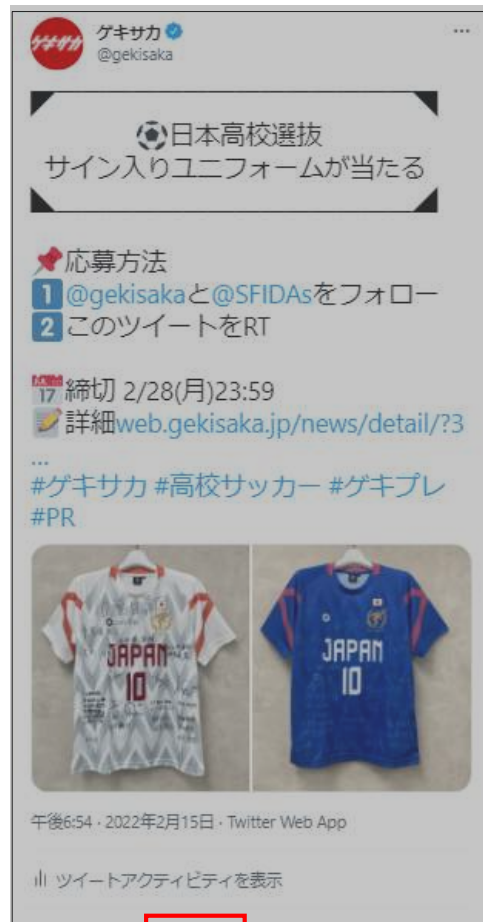 ゲキサカ
ゲキサカ
@gekisaka
日本高校選抜
サイン入りユニフォームが当たる
📌応募方法
1️⃣@gekisakaと@SFIDAsをフォロー
2️⃣このツイートをRT
📅締切 2/28(月)23:59
📝詳細web.gekisaka.jp/news/detail/?3
...
#ゲキサカ #高校サッカー #ゲキプレ
#PR
JAPAN
10
JAPAN
10
午後6:54 · 2022年2月15日 · Twitter Web App
ツイートアクティビティを表示